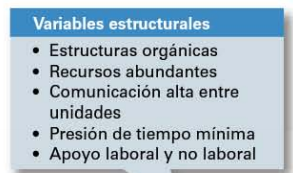 Variables estructurales
• Estructuras orgánicas
• Recursos abundantes
• Comunicación alta entre
unidades
• Presión de tiempo mínima
• Apoyo laboral y no laboral